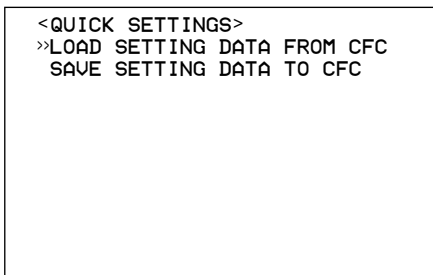 <QUICK SETTINGS>
»LOAD SETTING DATA FROM CFC
SAVE SETTING DATA TO CFC